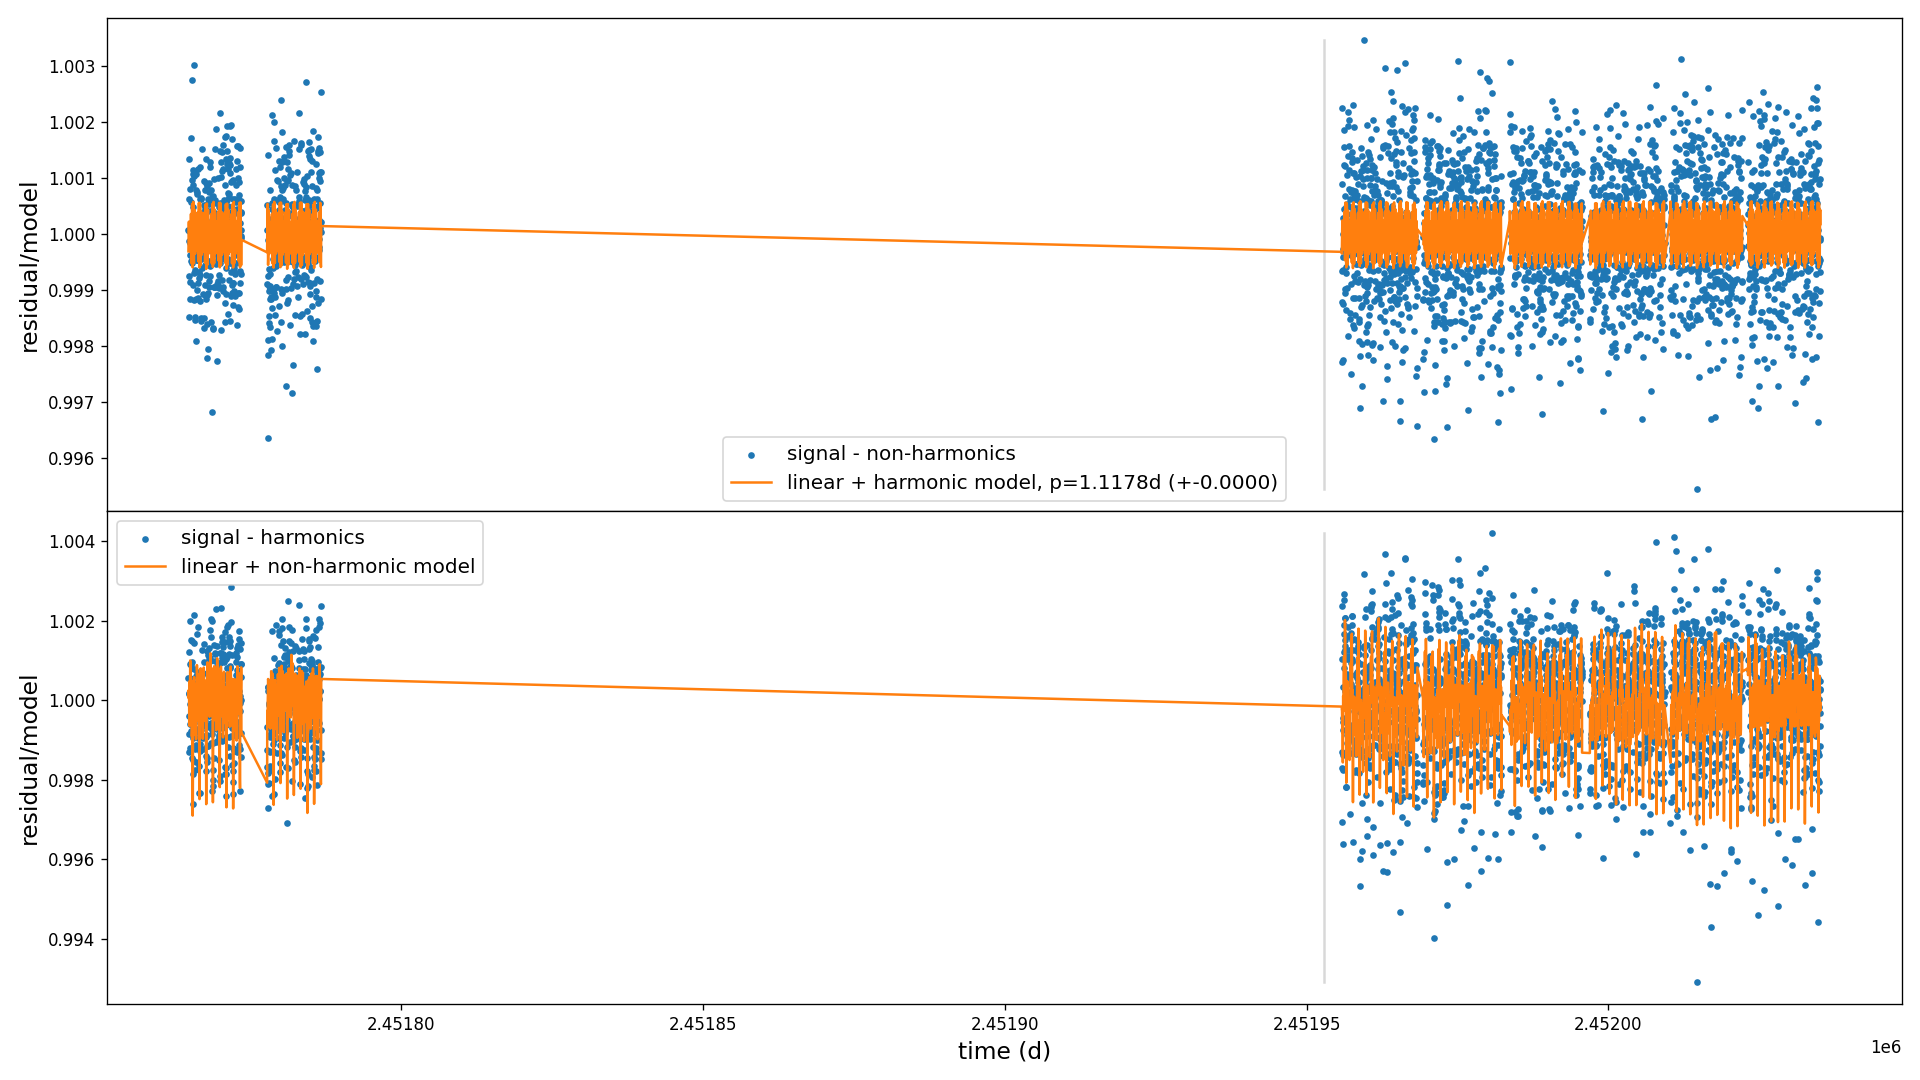 1.003
1.002
1.001
1.000
0.999
0.998
0.997
0.996
residual/model
signal - non-harmonics
linear + harmonic model, p=1.1178d (+-0.0000)
signal - harmonics
linear + non-harmonic model
1.004
1.002
1.000
0.998
0.996
0.994
residual/model
2.45180 2.45185 2.45190 2.45195 2.45200
1e6
time (d)